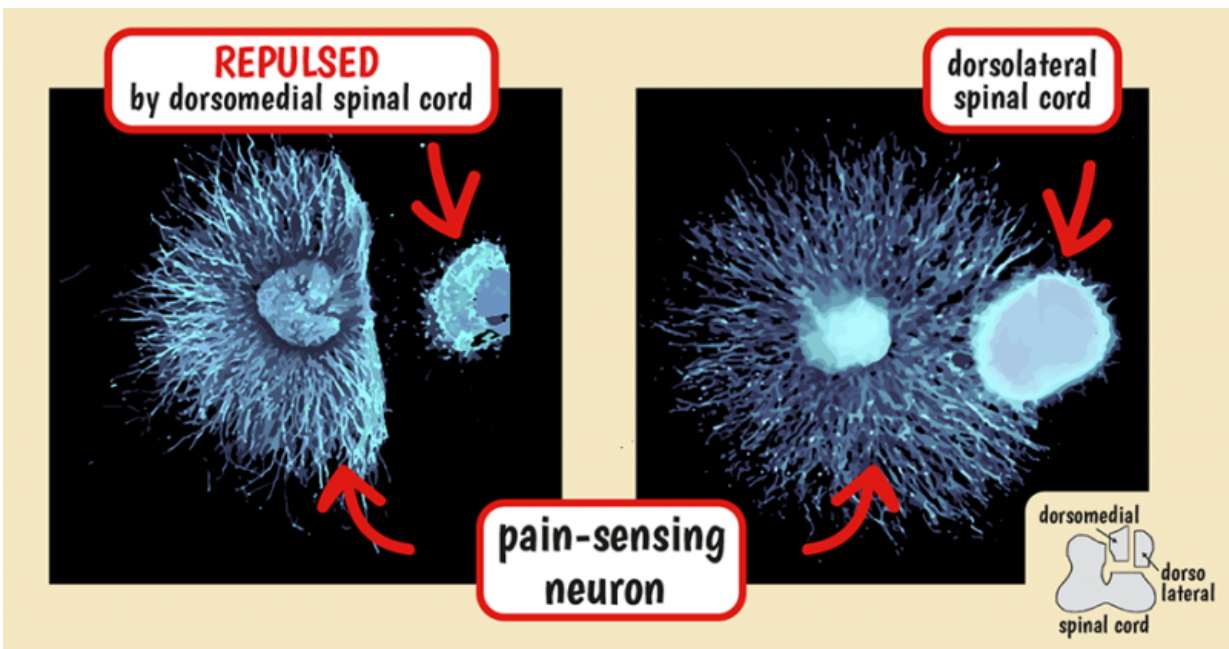 REPULSED
by dorsomedial spinal cord
dorsolateral
spinal cord
pain-sensing
neuron
dorsomedial
dorso
lateral
spinal cord